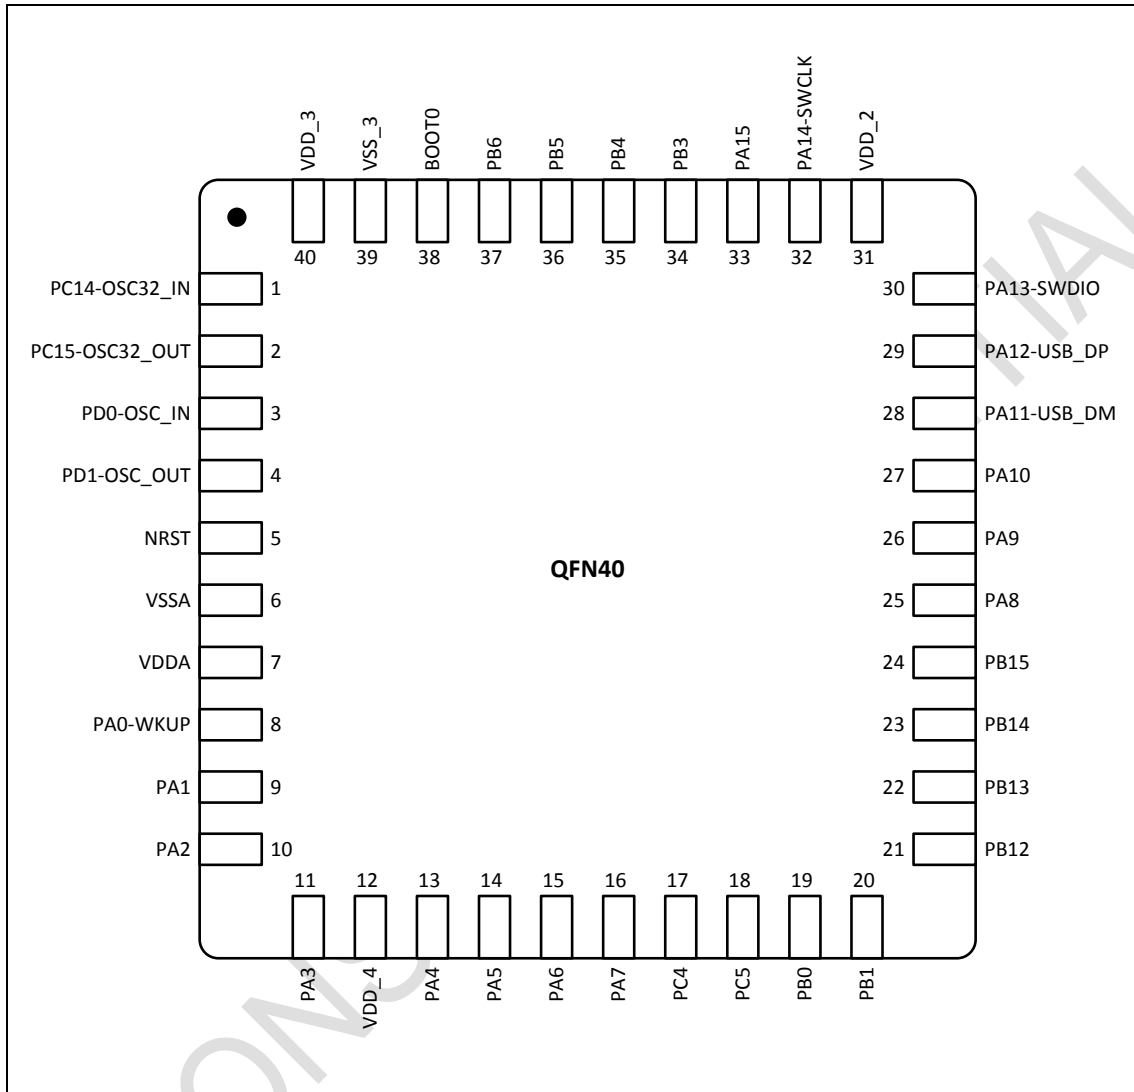 VDD_3
VSS_3
BOOT0
PB6
PB5
PB4
PB3
PA15
PA14-SWCLK
VDD_2
40 39 38 37 36 35 34 33 32 31
PC14-OSC32_IN 1 30 PA13-SWDIO
PC15-OSC32_OUT 2 29 PA12-USB_DP
PD0-OSC_IN 3 28 PA11-USB_DM
PD1-OSC_OUT 4 27 PA10
NRST 5 26 PA9
QFN40
VSSA 6 25 PA8
VDDA 7 24 PB15
PA0-WKUP 8 23 PB14
PA1 9 22 PB13
PA2 10 21 PB12
11 12 13 14 15 16 17 18 19 20
PA3
VDD_4
PA4
PA5
PA6
PA7
PC4
PC5
PB0
PB1